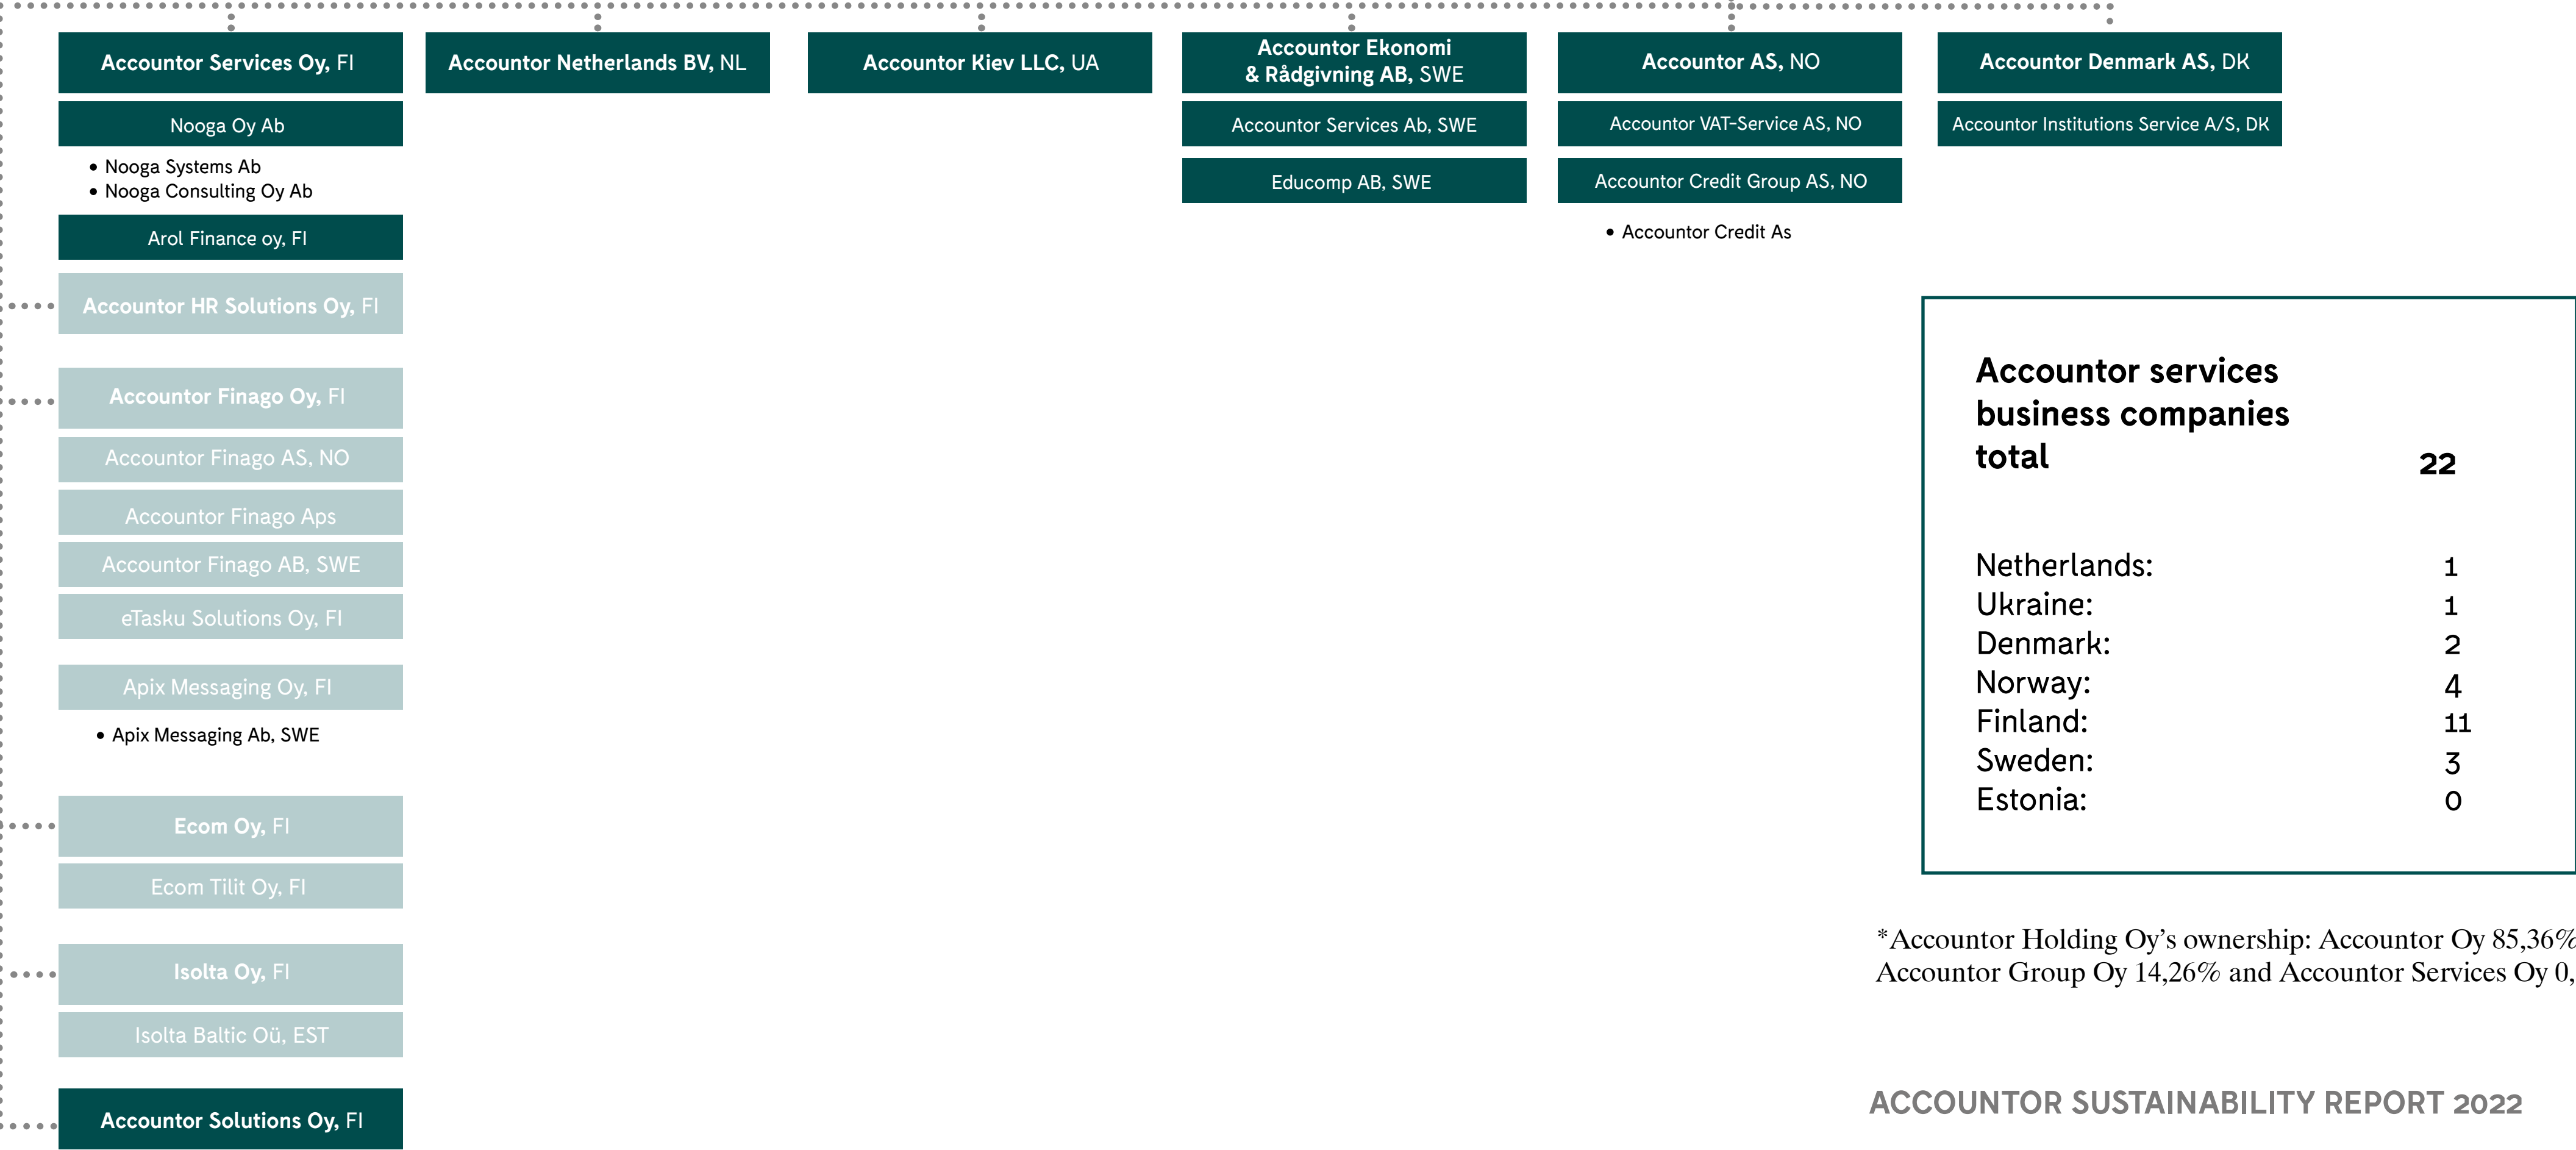 Accountor Services Oy, FI
Nooga Oy Ab
• Nooga Systems Ab
• Nooga Consulting Oy Ab
Arol Finance oy, FI
Accountor HR Solutions Oy, FI
Accountor Finago Oy, FI
Accountor Finago AS, NO
Accountor Finago Aps
Accountor Finago AB, SWE
eTasku Solutions Oy, FI
Apix Messaging Oy, FI
• Apix Messaging Ab, SWE
Ecom Oy, FI
Ecom Tilit Oy, FI
Isolta Oy, FI
Isolta Baltic Oü, EST
Accountor Solutions Oy, FI
Accountor Netherlands BV, NL
Accountor Kiev LLC, UA
Accountor Ekonomi
& Rådgivning AB, SWE
Accountor Services Ab, SWE
Educomp AB, SWE
Accountor AS, NO
Accountor VAT-Service AS, NO
Accountor Credit Group AS, NO
• Accountor Credit As
Accountor Denmark AS, DK
Accountor Institutions Service A/S, DK
Accountor services
business companies
total 22
Netherlands: 1
Ukraine: 1
Denmark: 2
Norway: 4
Finland: 11
Sweden: 3
Estonia: 0
*Accountor Holding Oy’s ownership: Accountor Oy 85,36%
Accountor Group Oy 14,26% and Accountor Services Oy 0,
ACCOUNTOR SUSTAINABILITY REPORT 2022